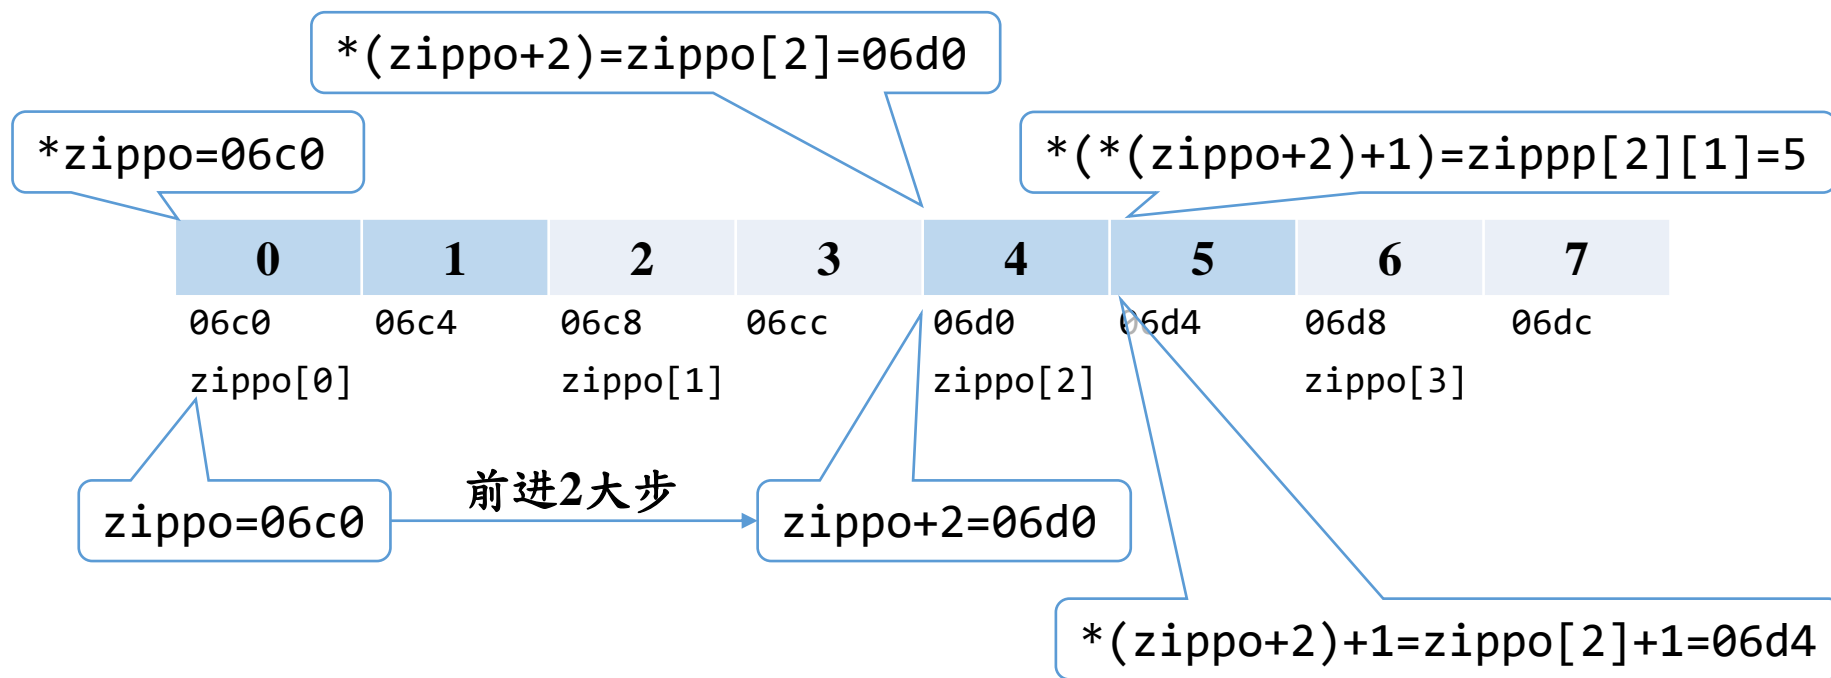 *(zippo+2)=zippo[2]=06d0
*zippo=06c0
*(*(zippo+2)+1)=zippp[2][1]=5
0 1 2 3 4 5 6 7
06c0 06c4 06c8 06cc 06d0 06d4 06d8 06dc
zippo[0] zippo[1] zippo[2] zippo[3]
前进2大步
zippo=06c0
zippo+2=06d0
*(zippo+2)+1=zippo[2]+1=06d4